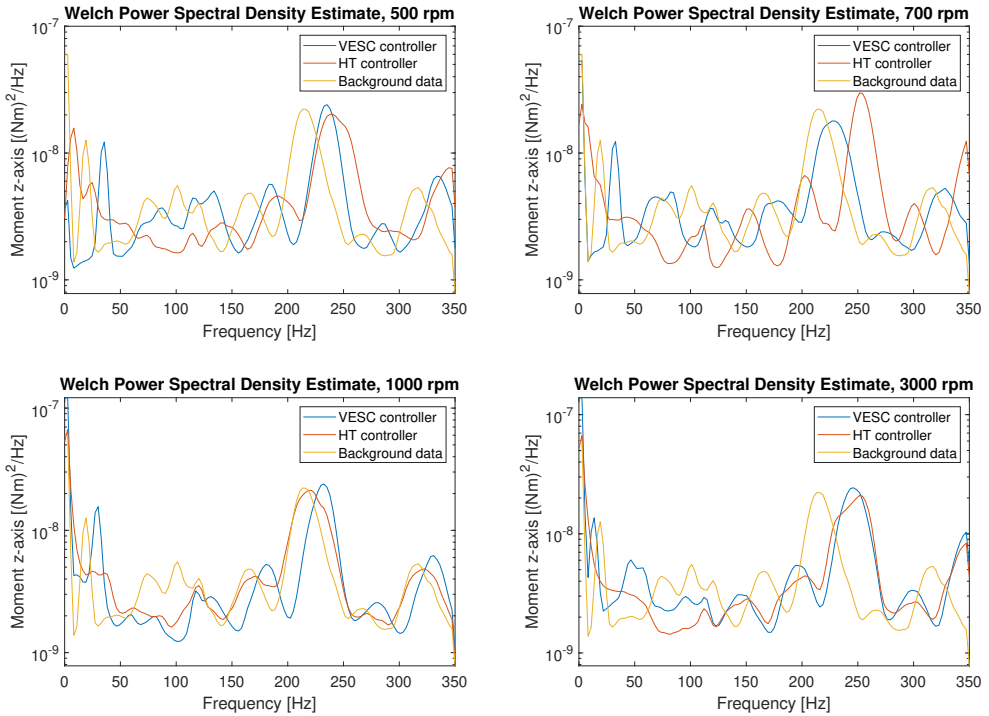 Welch Power Spectral Density Estimate, 500 rpm
10^-7
10^-8
10^-9
Moment z-axis [(Nm)^2/Hz]
VESC controller
HT controller
Background data
0 50 100 150 200 250 300 350
Frequency [Hz]
Welch Power Spectral Density Estimate, 700 rpm
10^-7
10^-8
10^-9
Moment z-axis [(Nm)^2/Hz]
VESC controller
HT controller
Background data
0 50 100 150 200 250 300 350
Frequency [Hz]
Welch Power Spectral Density Estimate, 1000 rpm
10^-7
10^-8
10^-9
Moment z-axis [(Nm)^2/Hz]
VESC controller
HT controller
Background data
0 50 100 150 200 250 300 350
Frequency [Hz]
Welch Power Spectral Density Estimate, 3000 rpm
10^-7
10^-8
10^-9
Moment z-axis [(Nm)^2/Hz]
VESC controller
HT controller
Background data
0 50 100 150 200 250 300 350
Frequency [Hz]